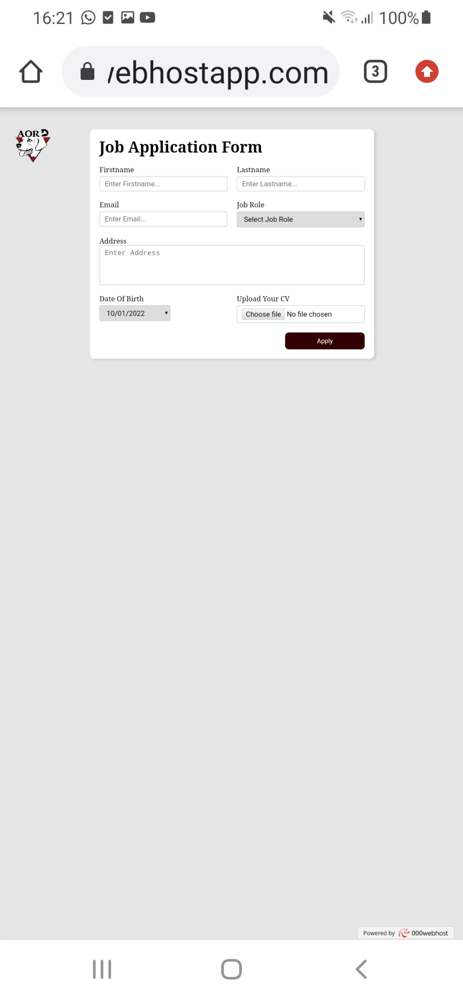 16:21 100%
/ebhostapp.com 3
AOR
Job Application Form
Firstname Lastname
Enter Firstname... Enter Lastname...
Email Job Role
Enter Email... Select Job Role
Address
Enter Address
Date Of Birth Upload Your CV
10/01/2022 Choose file No file chosen
Apply
Powered by 000webhost